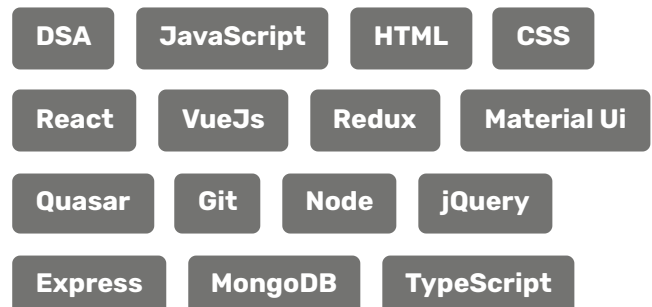 DSA JavaScript HTML CSS
React VueJs Redux Material Ui
Quasar Git Node jQuery
Express MongoDB TypeScript